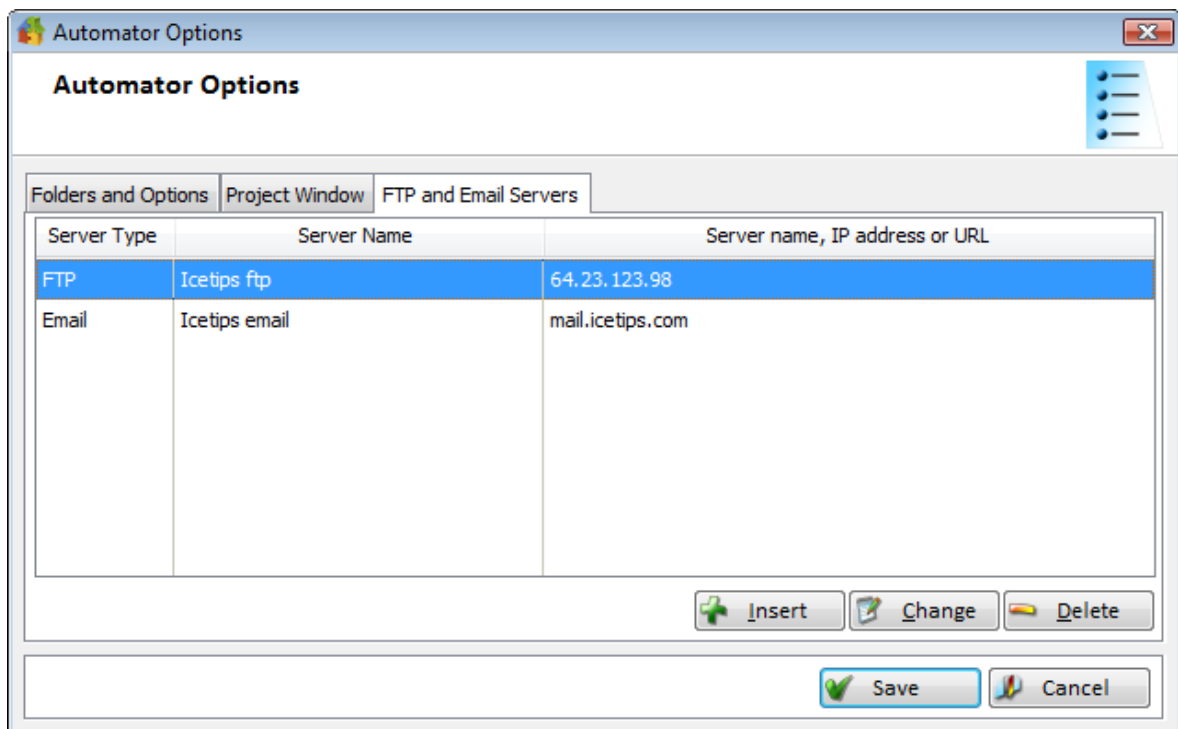 Automator Options
Automator Options
Folders and Options Project Window FTP and Email Servers
Server Type Server Name Server name, IP address or URL
FTP Icetips ftp 64.23.123.98
Email Icetips email mail.icetips.com
Insert Change Delete
Save Cancel